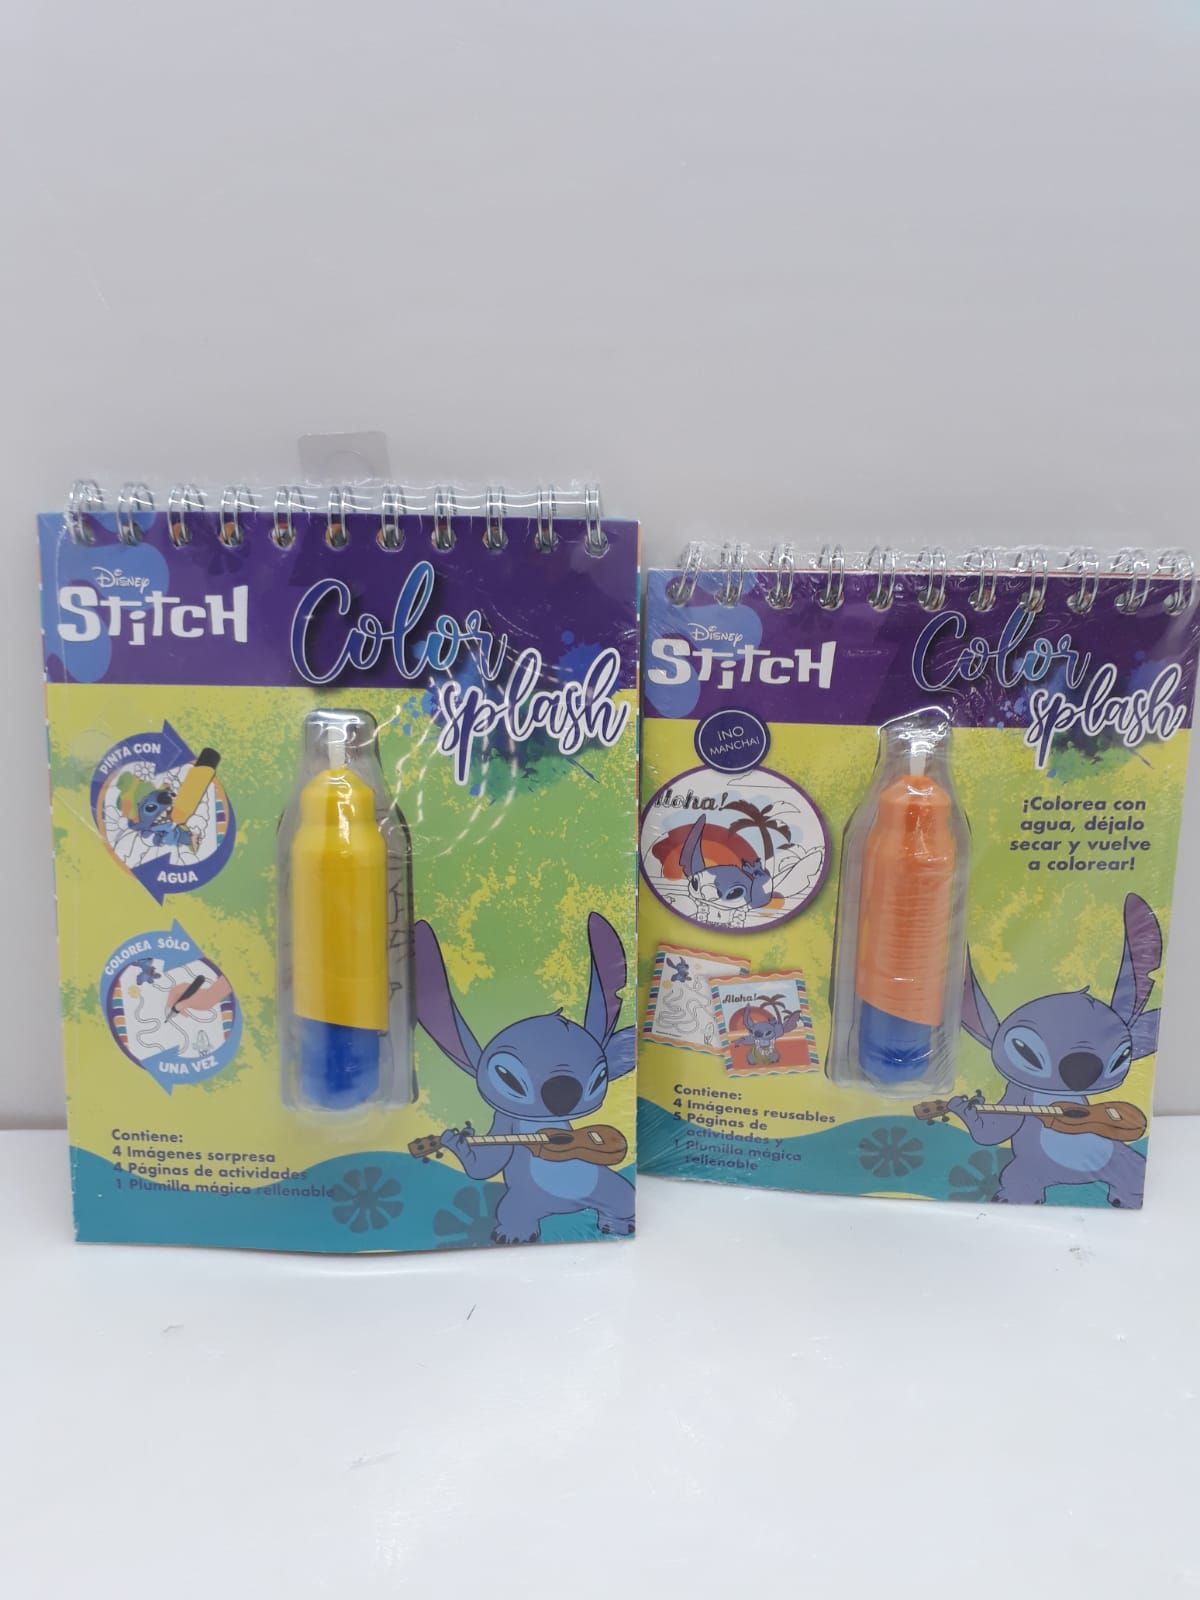 Disney
Stitch
Color
splash
PINTA CON
AGUA
COLOREA SÓLO
UNA VEZ
Contiene:
4 Imágenes sorpresa
4 Páginas de actividades
1 Plumilla mágica rellenable
Disney
Stitch
Color
splash
¡NO
MANCHA!
Aloha!
¡Colorea con
agua, déjalo
secar y vuelve
a colorear!
Aloha!
Contiene:
4 Imágenes reusables
5 Páginas de
actividades y
1 Plumilla mágica
rellenable